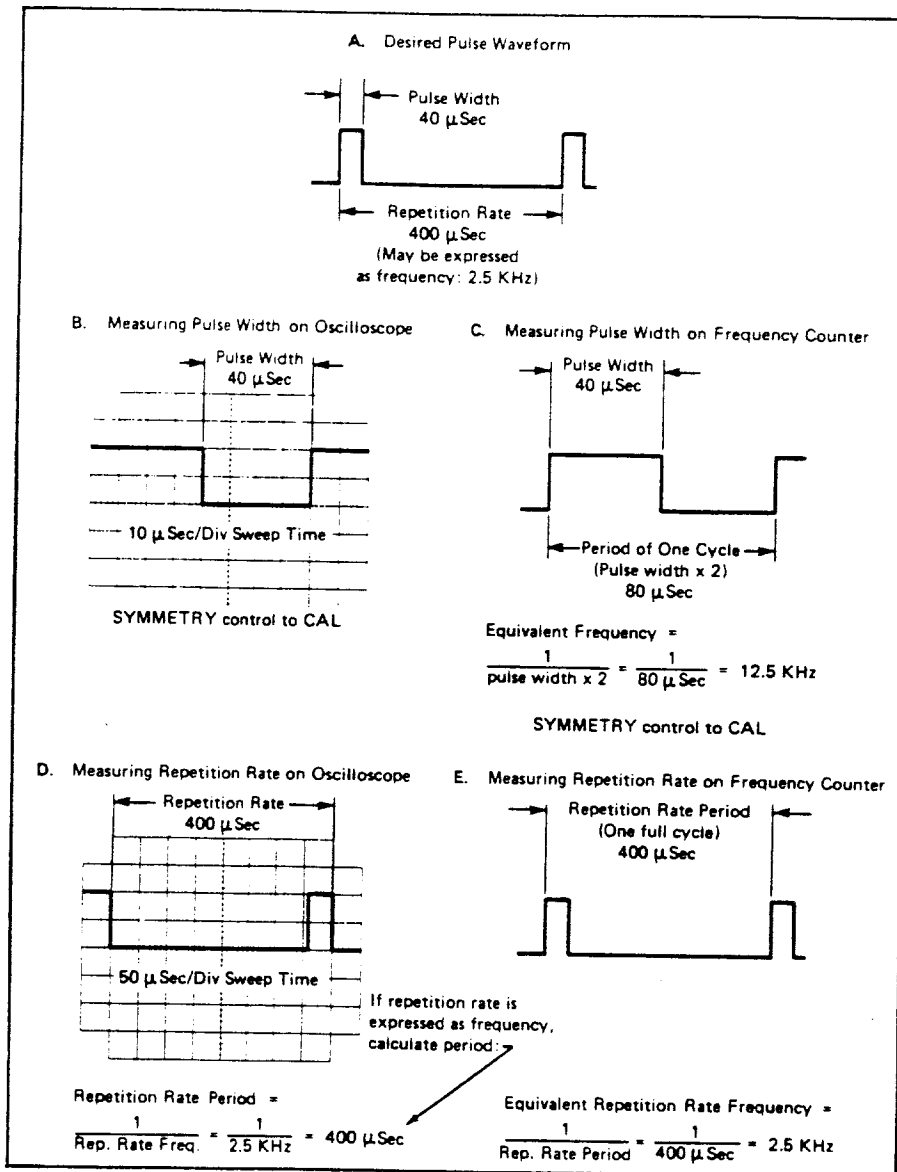 A. Desired Pulse Waveform
Pulse Width
40 μSec
Repetition Rate
400 μSec
(May be expressed
as frequency: 2.5 KHz)
B. Measuring Pulse Width on Oscilloscope
Pulse Width
40 μSec
10 μSec/Div Sweep Time
SYMMETRY control to CAL
C. Measuring Pulse Width on Frequency Counter
Pulse Width
40 μSec
Period of One Cycle
(Pulse width x 2)
80 μSec
Equivalent Frequency =
1 / pulse width x 2 = 1 / 80 μSec = 12.5 KHz
SYMMETRY control to CAL
D. Measuring Repetition Rate on Oscilloscope
Repetition Rate
400 μSec
50 μSec/Div Sweep Time
If repetition rate is
expressed as frequency,
calculate period:
Repetition Rate Period =
1 / Rep. Rate Freq. = 1 / 2.5 KHz = 400 μSec
E. Measuring Repetition Rate on Frequency Counter
Repetition Rate Period
(One full cycle)
400 μSec
Equivalent Repetition Rate Frequency =
1 / Rep. Rate Period = 1 / 400 μSec = 2.5 KHz